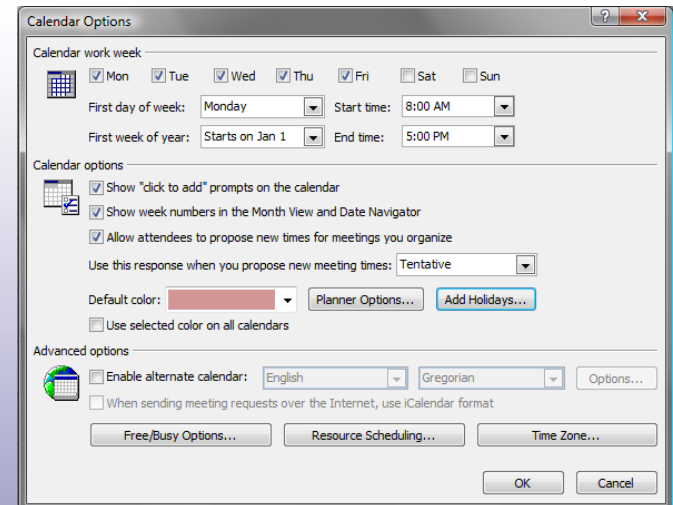 Calendar Options
Calendar work week
Mon Tue Wed Thu Fri Sat Sun
First day of week: Monday Start time: 8:00 AM
First week of year: Starts on Jan 1 End time: 5:00 PM
Calendar options
Show "click to add" prompts on the calendar
Show week numbers in the Month View and Date Navigator
Allow attendees to propose new times for meetings you organize
Use this response when you propose new meeting times: Tentative
Default color: Planner Options... Add Holidays...
Use selected color on all calendars
Advanced options
Enable alternate calendar: English Gregorian Options...
When sending meeting requests over the Internet, use iCalendar format
Free/Busy Options... Resource Scheduling... Time Zone...
OK Cancel